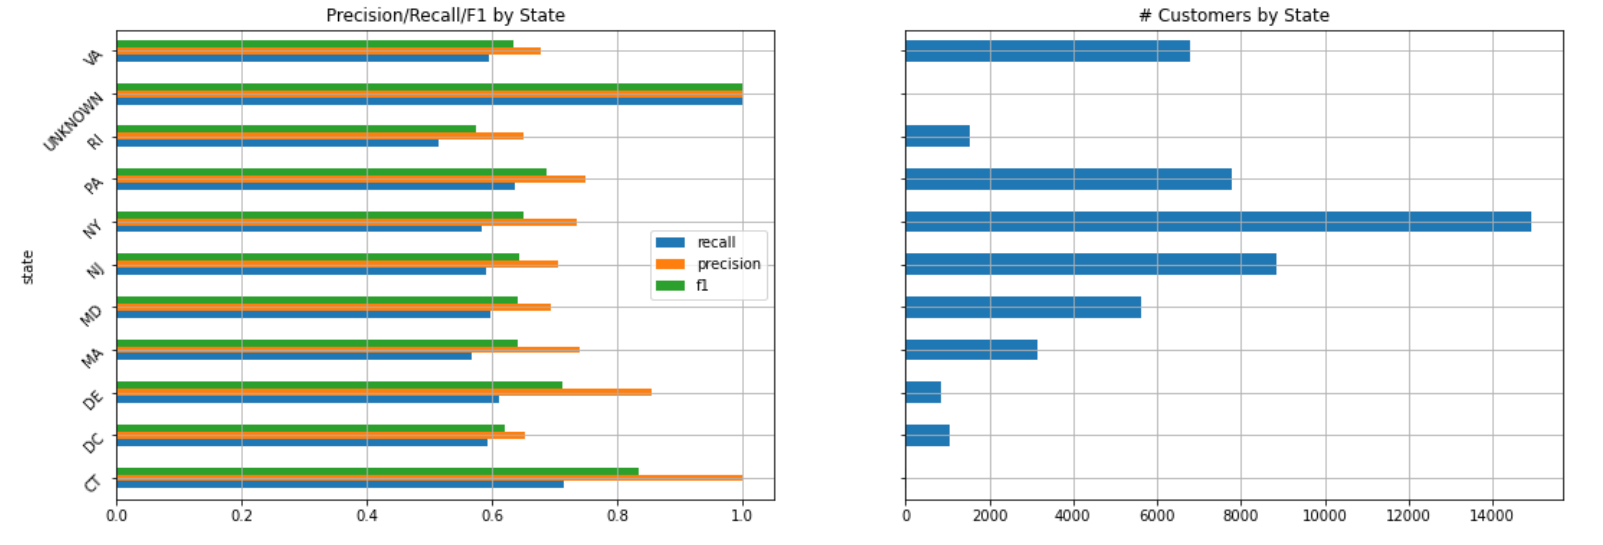 Precision/Recall/F1 by State
VA
UNKNOWN
RI
PA
NY
NJ
MD
MA
DE
DC
CT
state
recall
precision
f1
0.0 0.2 0.4 0.6 0.8 1.0
# Customers by State
0 2000 4000 6000 8000 10000 12000 14000